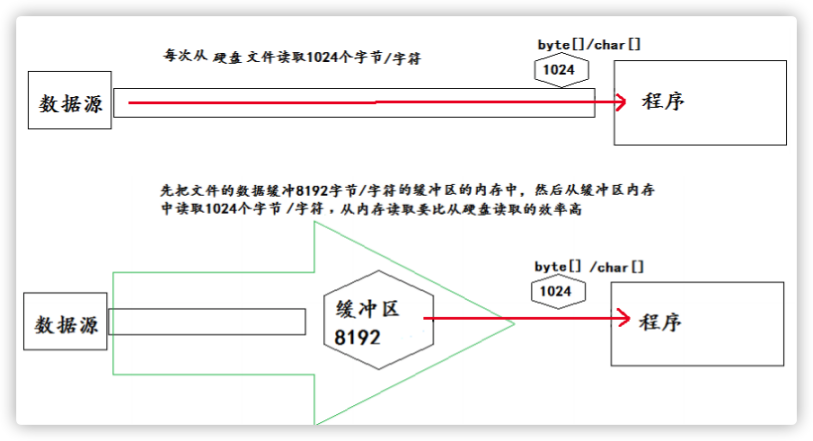 每次从 硬盘 文件读取1024个字节/字符
byte[]/char[]
1024
数据源
程序
先把文件的数据缓冲8192字节/字符的缓冲区的内存中，然后从缓冲区内存
中读取1024个字节 /字符，从内存读取要比从硬盘读取的效率高
byte[] /char[]
1024
数据源
缓冲区
8192
程序